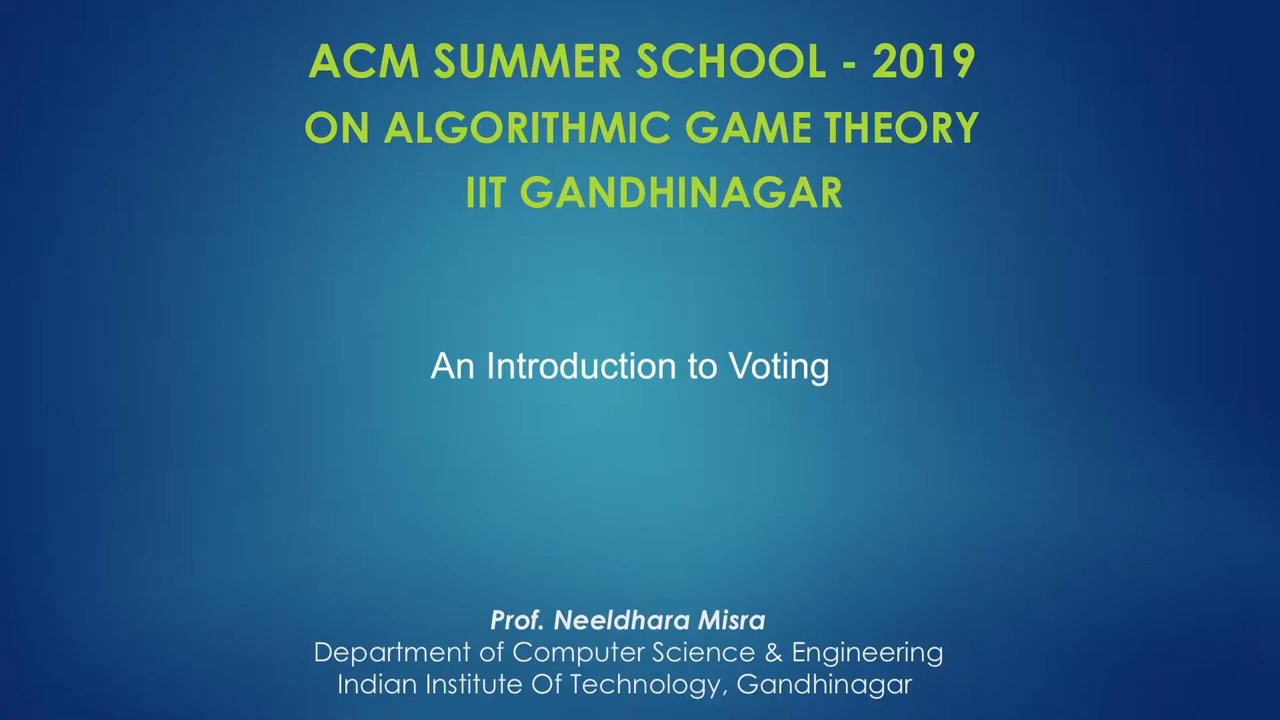 ACM SUMMER SCHOOL - 2019
ON ALGORITHMIC GAME THEORY
IIT GANDHINAGAR
An Introduction to Voting
Prof. Neeldhara Misra
Department of Computer Science & Engineering
Indian Institute Of Technology, Gandhinagar